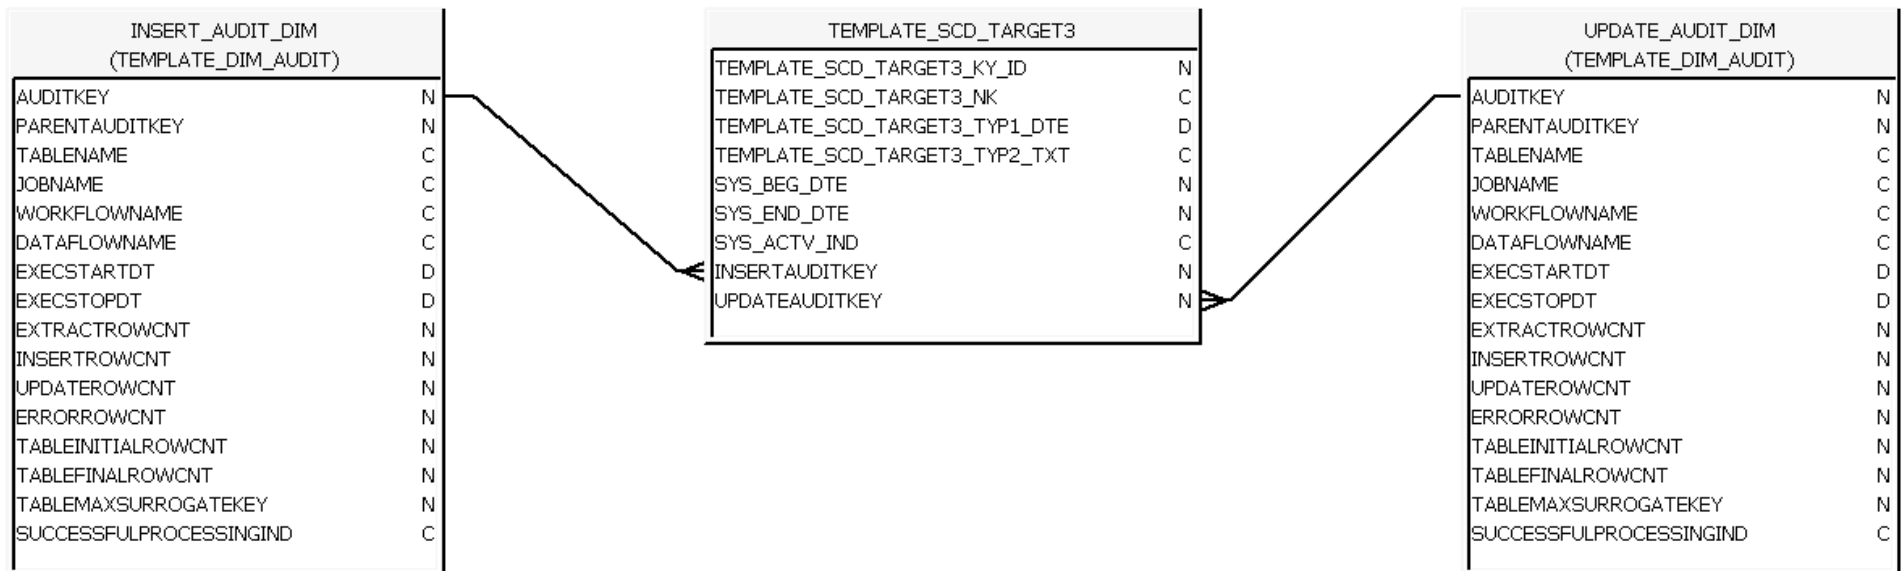 INSERT_AUDIT_DIM
(TEMPLATE_DIM_AUDIT)
AUDITKEY N
PARENTAUDITKEY N
TABLENAME C
JOBNAME C
WORKFLOWNAME C
DATAFLOWNAME C
EXECSTARTDT D
EXECSTOPDT D
EXTRACTROWCNT N
INSERTROWCNT N
UPDATEROWCNT N
ERRORROWCNT N
TABLEINITIALROWCNT N
TABLEFINALROWCNT N
TABLEMAXSURROGATEKEY N
SUCCESSFULPROCESSINGIND C
TEMPLATE_SCD_TARGET3
TEMPLATE_SCD_TARGET3_KY_ID N
TEMPLATE_SCD_TARGET3_NK C
TEMPLATE_SCD_TARGET3_TYP1_DTE D
TEMPLATE_SCD_TARGET3_TYP2_TXT C
SYS_BEG_DTE N
SYS_END_DTE N
SYS_ACTV_IND C
INSERTAUDITKEY N
UPDATEAUDITKEY N
UPDATE_AUDIT_DIM
(TEMPLATE_DIM_AUDIT)
AUDITKEY N
PARENTAUDITKEY N
TABLENAME C
JOBNAME C
WORKFLOWNAME C
DATAFLOWNAME C
EXECSTARTDT D
EXECSTOPDT D
EXTRACTROWCNT N
INSERTROWCNT N
UPDATEROWCNT N
ERRORROWCNT N
TABLEINITIALROWCNT N
TABLEFINALROWCNT N
TABLEMAXSURROGATEKEY N
SUCCESSFULPROCESSINGIND C